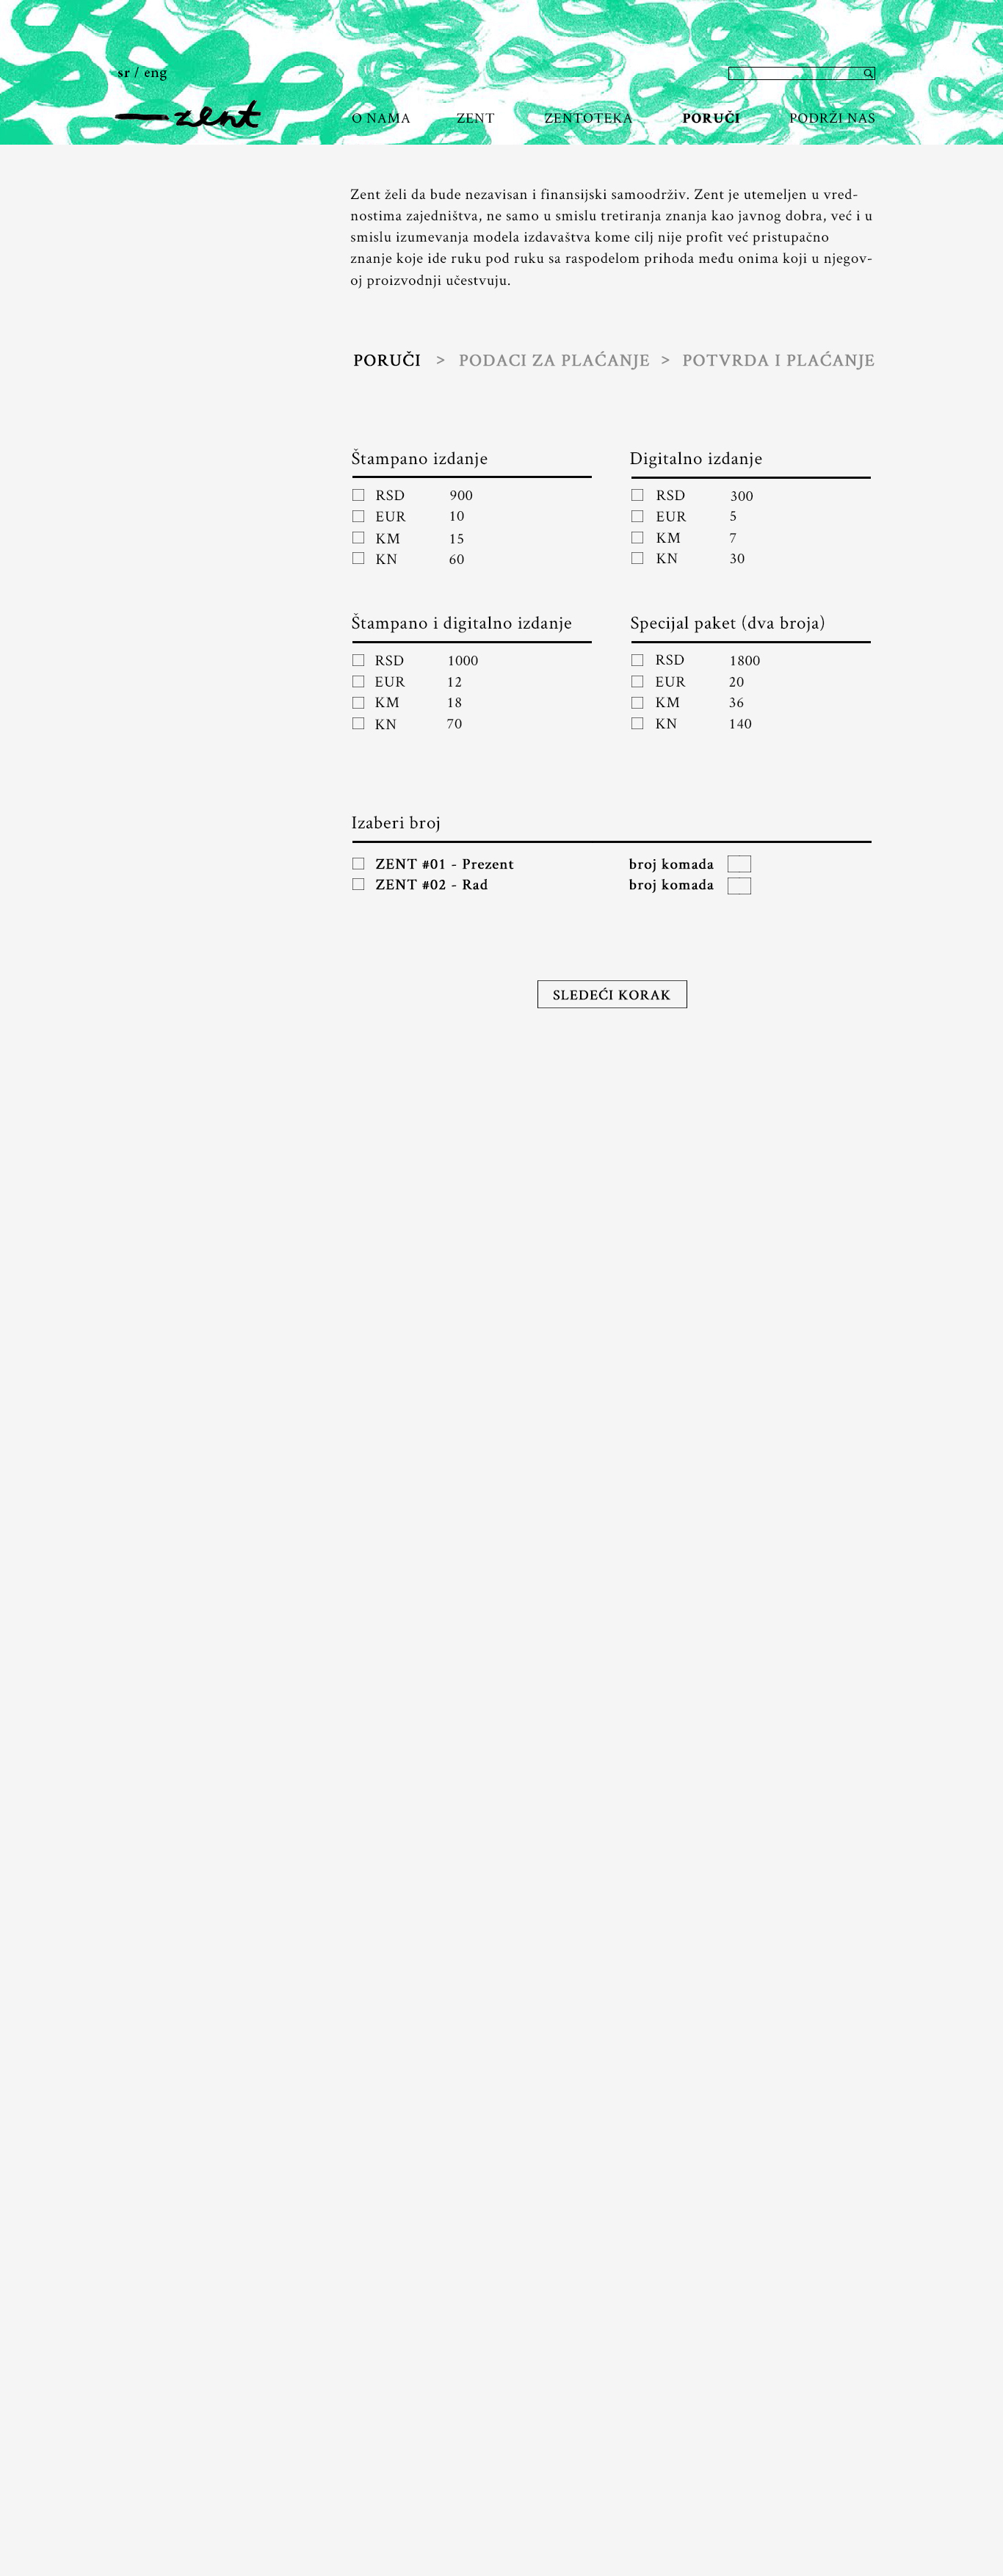 sr / eng
zent
O NAMA ZENT ZENTOTEKA PORUČI PODRŽI NAS
Zent želi da bude nezavisan i finansijski samoodrživ. Zent je utemeljen u vred-
nostima zajedništva, ne samo u smislu tretiranja znanja kao javnog dobra, već i u
smislu izumevanja modela izdavaštva kome cilj nije profit već pristupačno
znanje koje ide ruku pod ruku sa raspodelom prihoda među onima koji u njegov-
oj proizvodnji učestvuju.
PORUČI > PODACI ZA PLAĆANJE > POTVRDA I PLAĆANJE
Štampano izdanje
RSD 900
EUR 10
KM 15
KN 60
Digitalno izdanje
RSD 300
EUR 5
KM 7
KN 30
Štampano i digitalno izdanje
RSD 1000
EUR 12
KM 18
KN 70
Specijal paket (dva broja)
RSD 1800
EUR 20
KM 36
KN 140
Izaberi broj
ZENT #01 - Prezent broj komada
ZENT #02 - Rad broj komada
SLEDEĆI KORAK